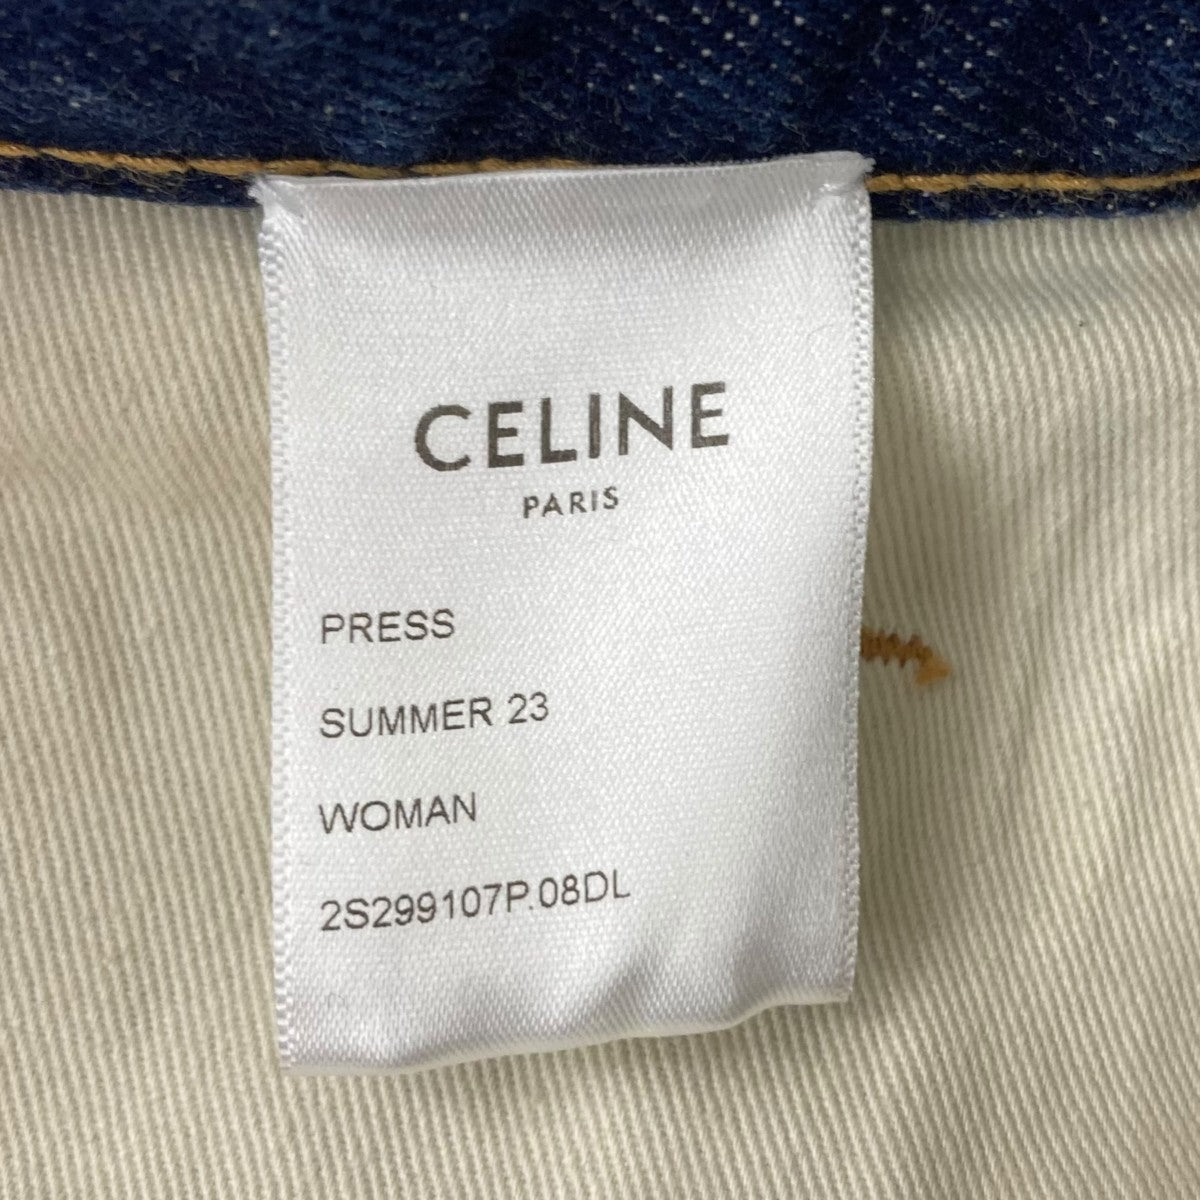 CELINE
PARIS
PRESS
SUMMER 23
WOMAN
2S299107P.08DL